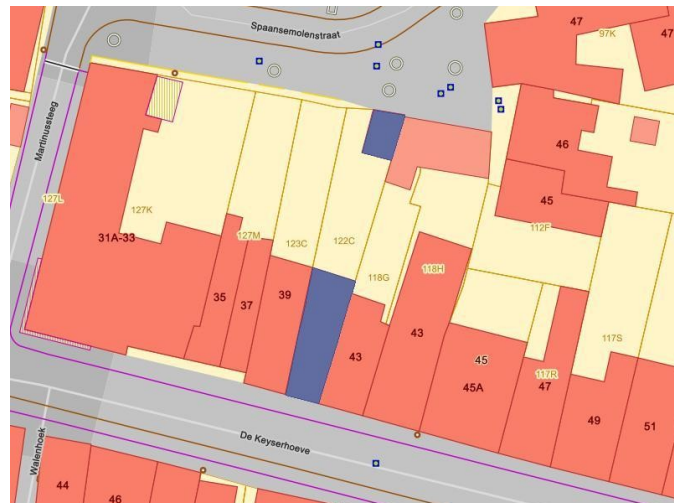 Spaansemolenstraat
47
97K
47
Martinussteeg
46
45
127L
127K
112F
127M
31A-33
123C
122C
118G
118H
35
37
39
43
43
45
45A
117S
117R
47
49
51
De Keyserhoeve
Walenhoek
44
46